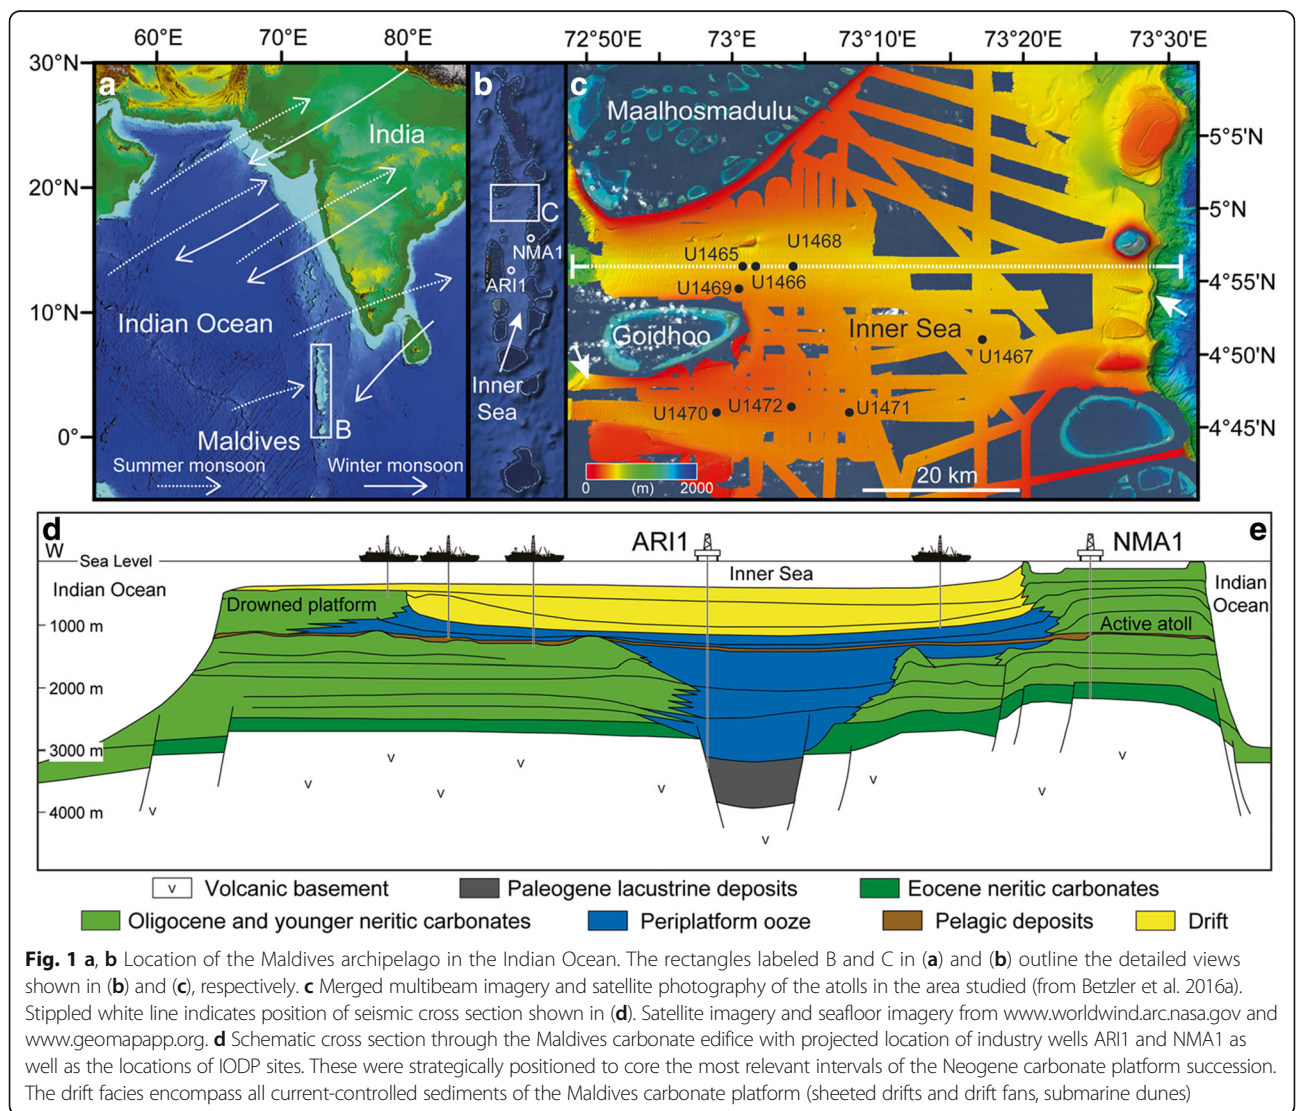 60°E 70°E 80°E
72°50'E 73°E 73°10'E 73°20'E 73°30'E
30°N
20°N
10°N
0°
a
India
Indian Ocean
Maldives
B
Summer monsoon
Winter monsoon
b
C
NMA1
ARI1
Inner
Sea
c
Maalhosmadulu
U1465
U1468
U1469
U1466
Goidhoo
Inner Sea
U1467
U1470
U1472
U1471
20 km
0 (m) 2000
5°5'N
5°N
4°55'N
4°50'N
4°45'N
d
e
W
Sea Level
ARI1
NMA1
Indian Ocean
Inner Sea
Indian
Ocean
Drowned platform
Active atoll
1000 m
2000 m
3000 m
4000 m
v v v v v v v v v v
v Volcanic basement
Paleogene lacustrine deposits
Eocene neritic carbonates
Oligocene and younger neritic carbonates
Periplatform ooze
Pelagic deposits
Drift
Fig. 1 a, b Location of the Maldives archipelago in the Indian Ocean. The rectangles labeled B and C in (a) and (b) outline the detailed views
shown in (b) and (c), respectively. c Merged multibeam imagery and satellite photography of the atolls in the area studied (from Betzler et al. 2016a).
Stippled white line indicates position of seismic cross section shown in (d). Satellite imagery and seafloor imagery from www.worldwind.arc.nasa.gov and
www.geomapapp.org. d Schematic cross section through the Maldives carbonate edifice with projected location of industry wells ARI1 and NMA1 as
well as the locations of IODP sites. These were strategically positioned to core the most relevant intervals of the Neogene carbonate platform succession.
The drift facies encompass all current-controlled sediments of the Maldives carbonate platform (sheeted drifts and drift fans, submarine dunes)